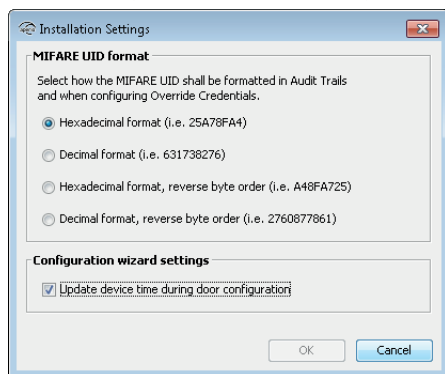 Installation Settings
MIFARE UID format
Select how the MIFARE UID shall be formatted in Audit Trails
and when configuring Override Credentials.
Hexadecimal format (i.e. 25A78FA4)
Decimal format (i.e. 631738276)
Hexadecimal format, reverse byte order (i.e. A48FA725)
Decimal format, reverse byte order (i.e. 2760877861)
Configuration wizard settings
Update device time during door configuration
OK Cancel